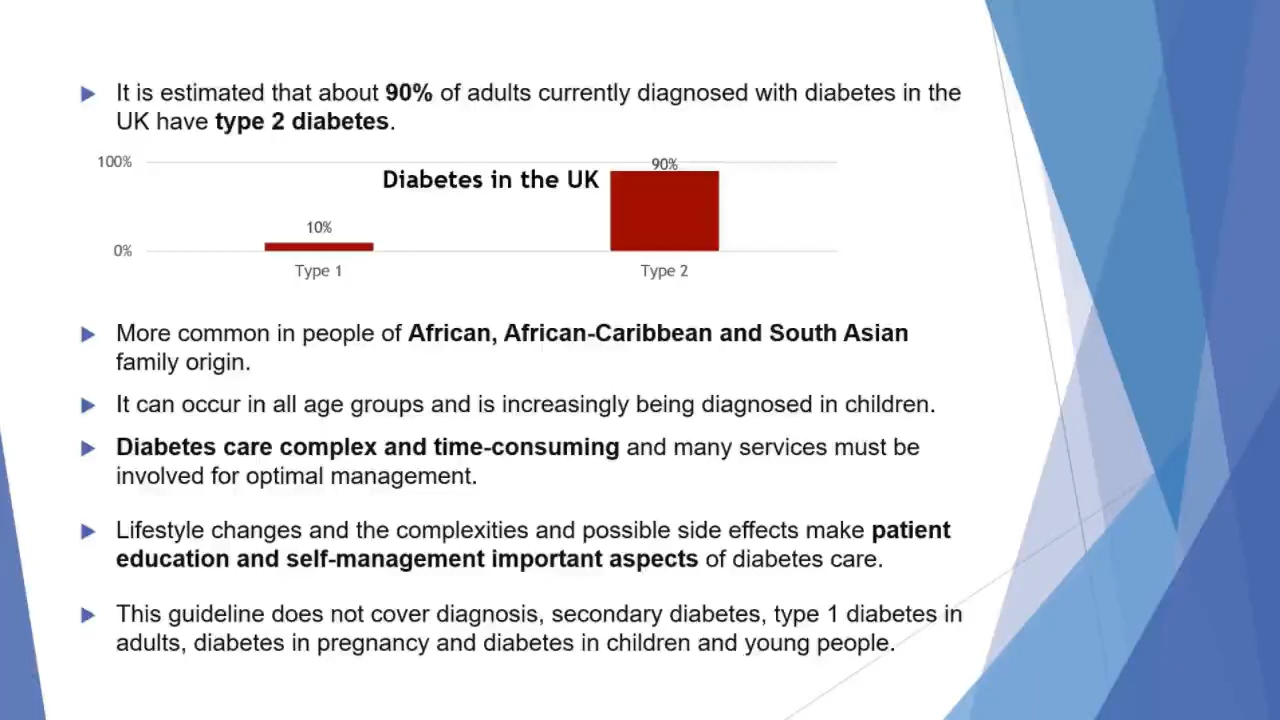 It is estimated that about 90% of adults currently diagnosed with diabetes in the
UK have type 2 diabetes.
100%
Diabetes in the UK
90%
10%
0%
Type 1
Type 2
More common in people of African, African-Caribbean and South Asian
family origin.
It can occur in all age groups and is increasingly being diagnosed in children.
Diabetes care complex and time-consuming and many services must be
involved for optimal management.
Lifestyle changes and the complexities and possible side effects make patient
education and self-management important aspects of diabetes care.
This guideline does not cover diagnosis, secondary diabetes, type 1 diabetes in
adults, diabetes in pregnancy and diabetes in children and young people.